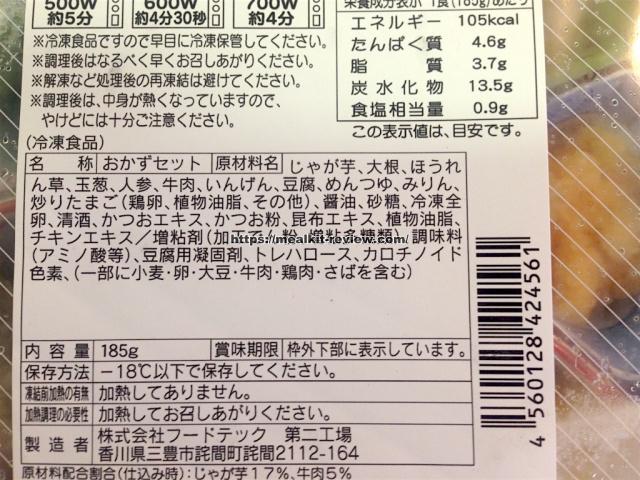 500W 600W 700W
約5分 約4分30秒 約4分
※冷凍食品ですので早目に冷凍保管してください。
※調理後はなるべく早くお召しあがりください。
※解凍など処理後の再凍結は避けてください。
※調理後は、中身が熱くなっていますので、
やけどには十分ご注意ください。
栄養成分表示 1食(185g)あたり
エネルギー 105kcal
たんぱく質 4.6g
脂質 3.7g
炭水化物 13.5g
食塩相当量 0.9g
この表示値は、目安です。
(冷凍食品)
名称 おかずセット 原材料名 じゃが芋、大根、ほうれ
ん草、玉葱、人参、牛肉、いんげん、豆腐、めんつゆ、みりん、
炒りたまご(鶏卵、植物油脂、その他)、醤油、砂糖、冷凍全
卵、清酒、かつおエキス、かつお粉、昆布エキス、植物油脂、
チキンエキス/増粘剤(加工でん粉、増粘多糖類)、調味料
https://mealkit-review.com/
(アミノ酸等)、豆腐用凝固剤、トレハロース、カロチノイド
色素、(一部に小麦・卵・大豆・牛肉・鶏肉・さばを含む)
内容量 185g 賞味期限 枠外下部に表示しています。
保存方法 −18℃以下で保存してください。
凍結前加熱の有無 加熱してありません。
加熱調理の必要性 加熱してお召しあがりください。
製造者 株式会社フードテック 第二工場
香川県三豊市詫間町詫間2112-164
原材料配合割合(仕込み時):じゃが芋17%、牛肉5%
4 560128 424561